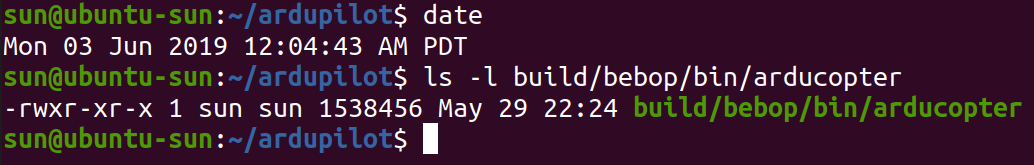 sun@ubuntu-sun:~/ardupilot$ date
Mon 03 Jun 2019 12:04:43 AM PDT
sun@ubuntu-sun:~/ardupilot$ ls -l build/bebop/bin/arducopter
-rwxr-xr-x 1 sun sun 1538456 May 29 22:24 build/bebop/bin/arducopter
sun@ubuntu-sun:~/ardupilot$